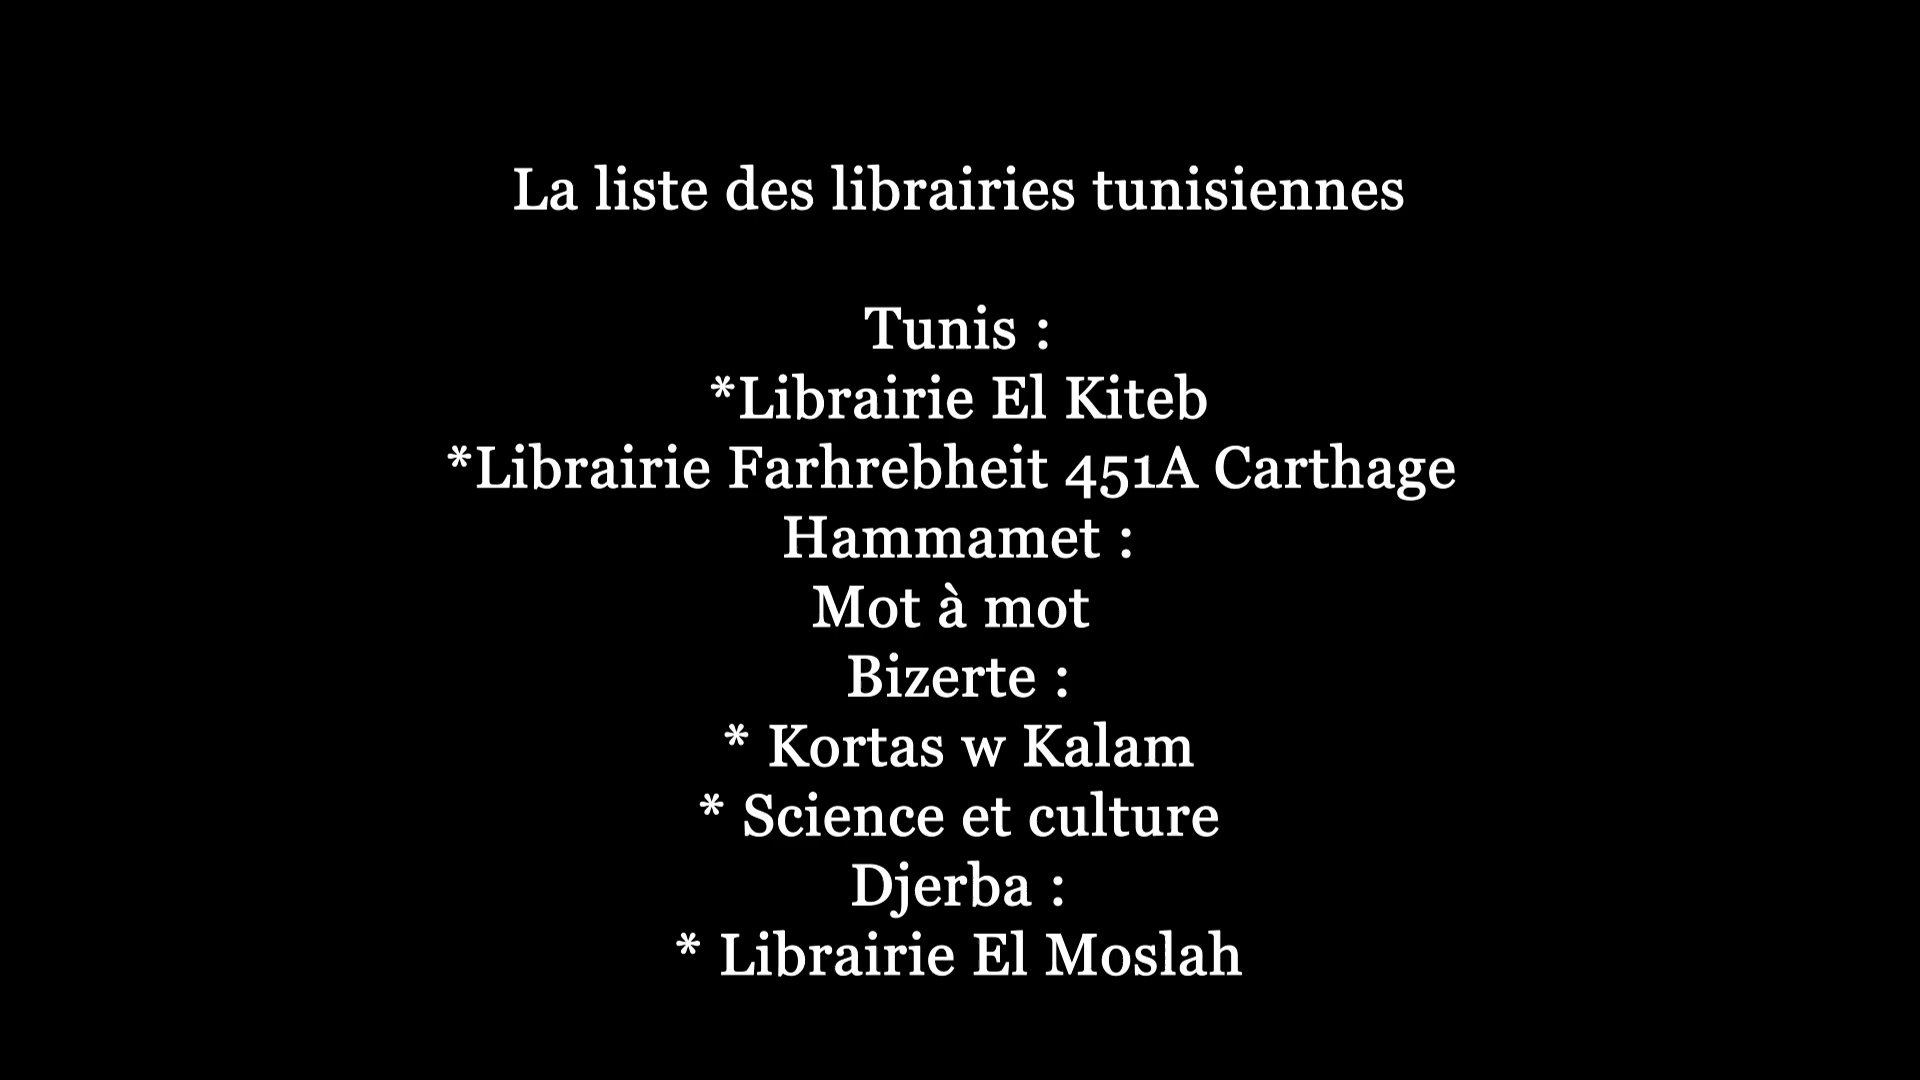 La liste des librairies tunisiennes
Tunis :
*Librairie El Kiteb
*Librairie Farhrebheit 451A Carthage
Hammamet :
Mot à mot
Bizerte :
* Kortas w Kalam
* Science et culture
Djerba :
* Librairie El Moslah